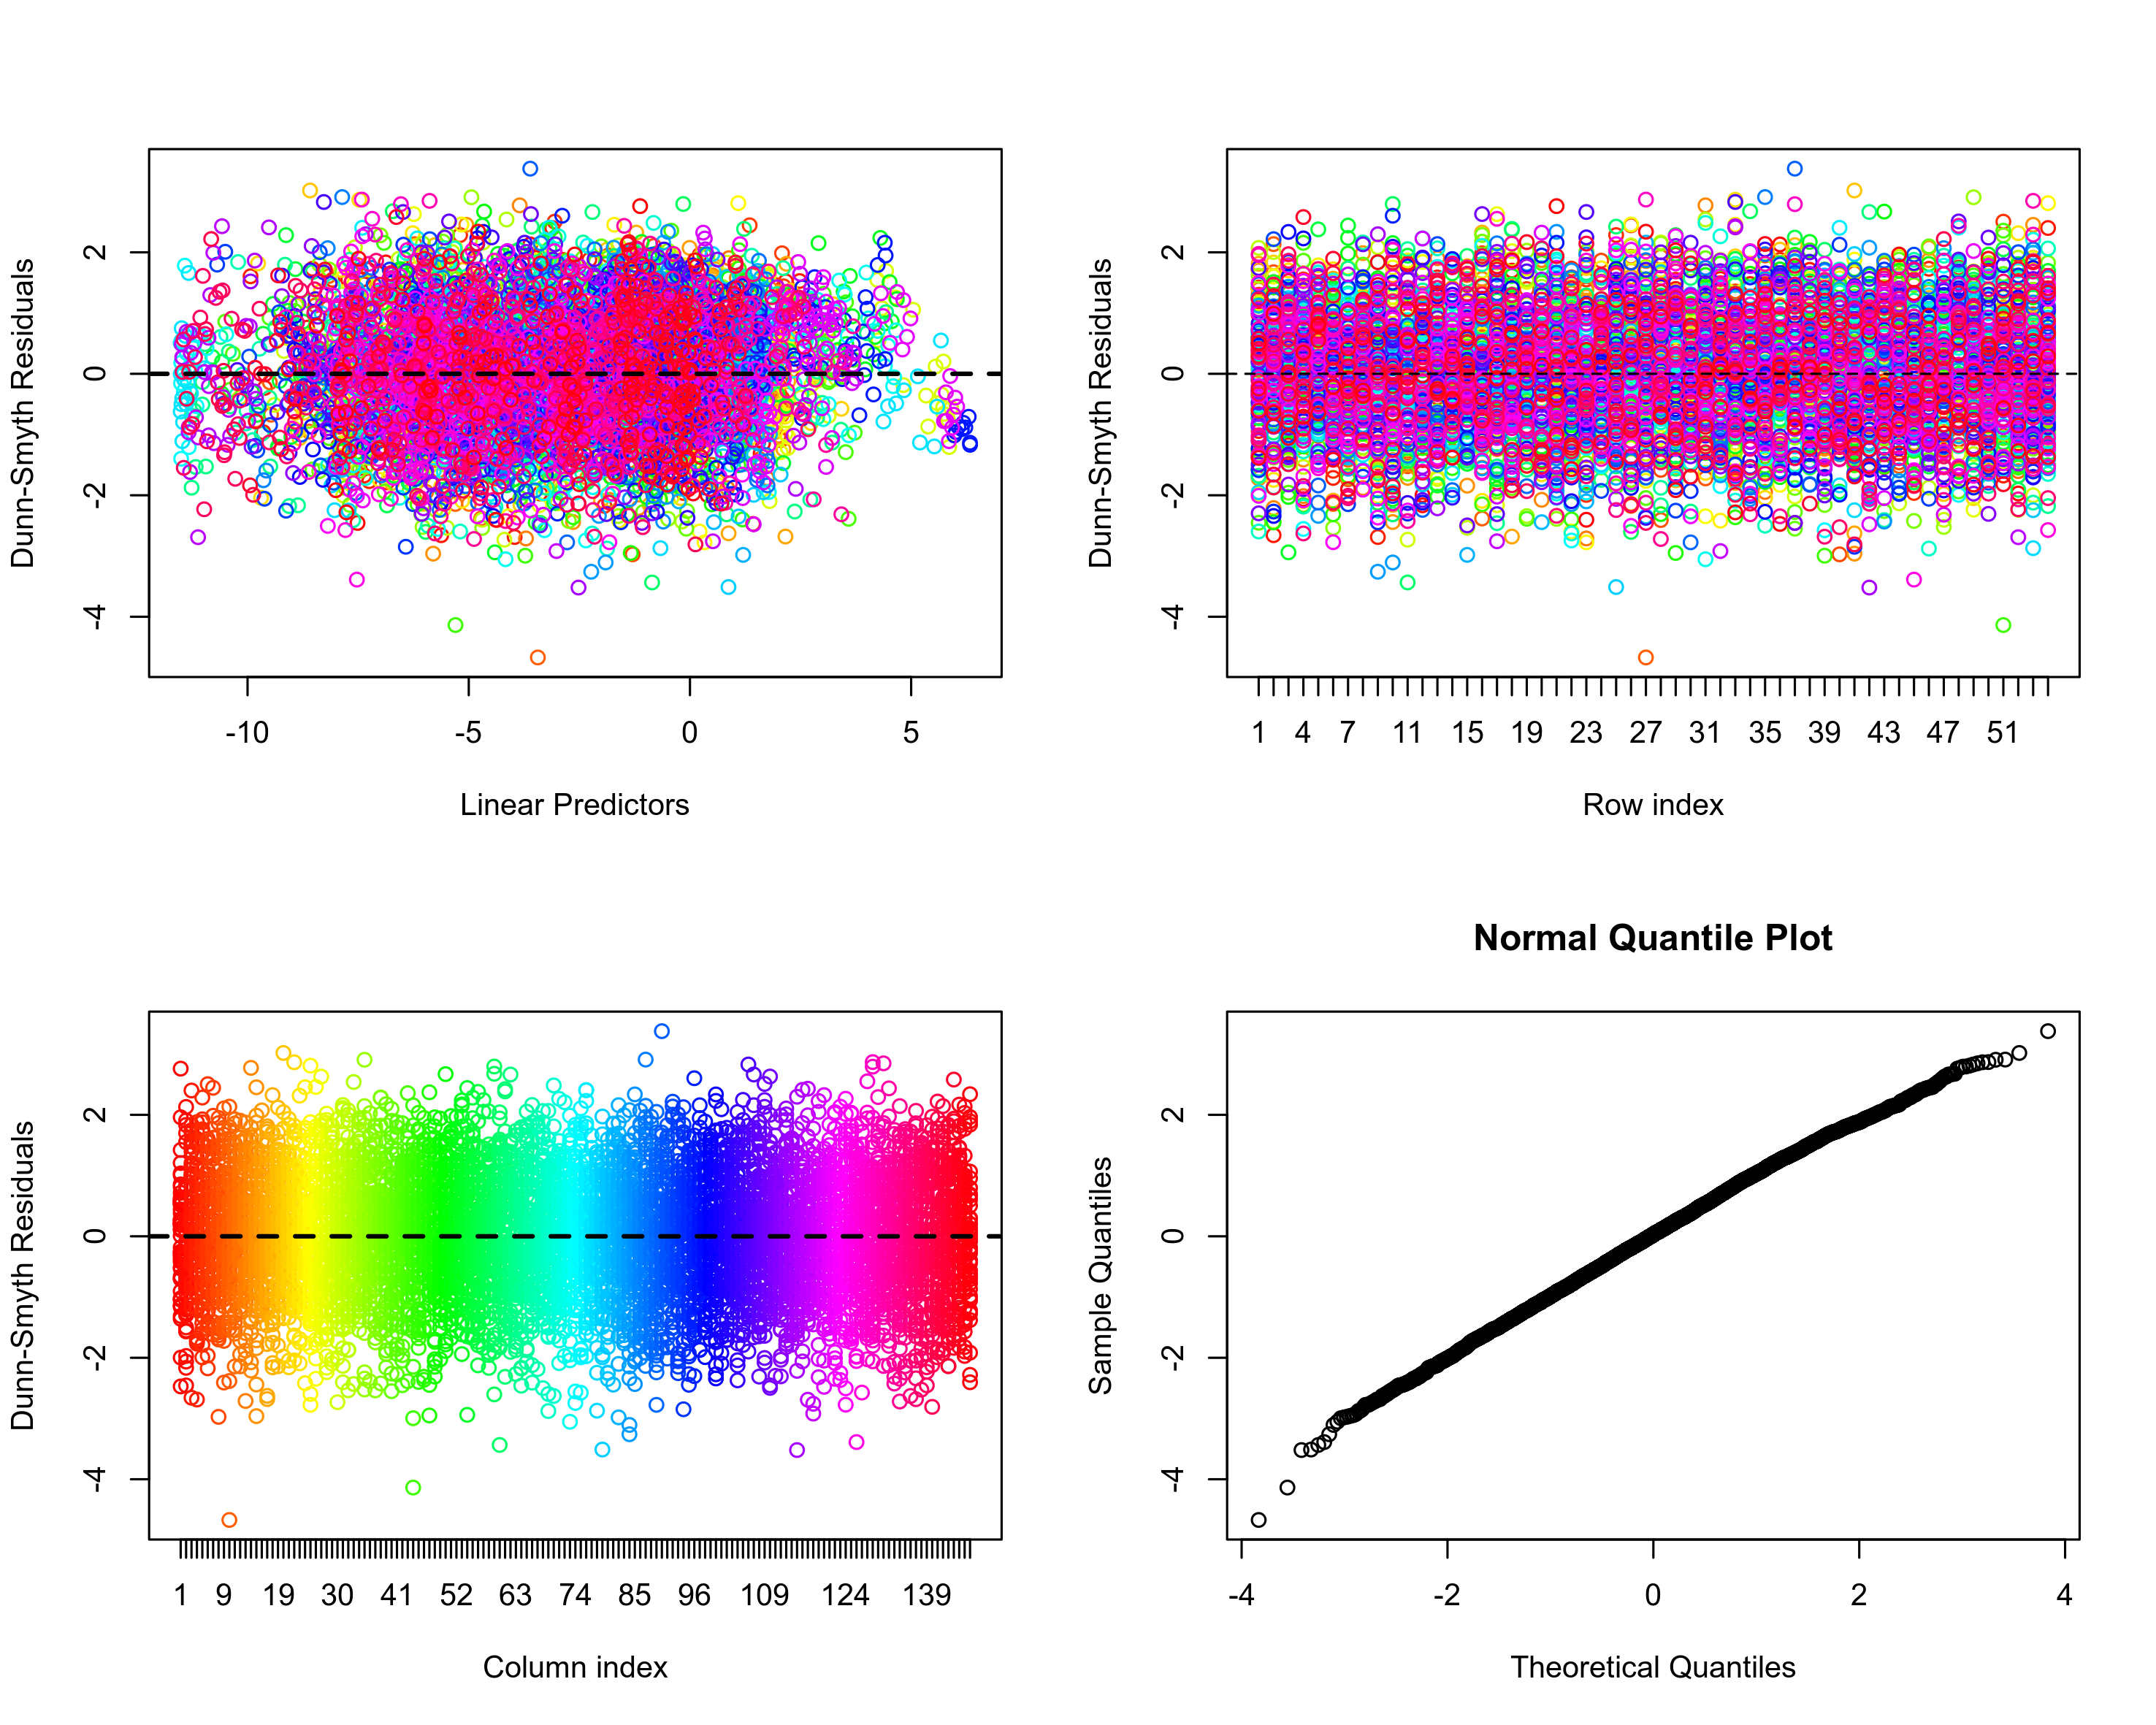 Dunn-Smyth Residuals
2
0
-2
-4
-10 -5 0 5
Linear Predictors
Dunn-Smyth Residuals
2
0
-2
-4
1 4 7 11 15 19 23 27 31 35 39 43 47 51
Row index
Dunn-Smyth Residuals
2
0
-2
-4
1 9 19 30 41 52 63 74 85 96 109 124 139
Column index
Normal Quantile Plot
Sample Quantiles
2
0
-2
-4
-4 -2 0 2 4
Theoretical Quantiles